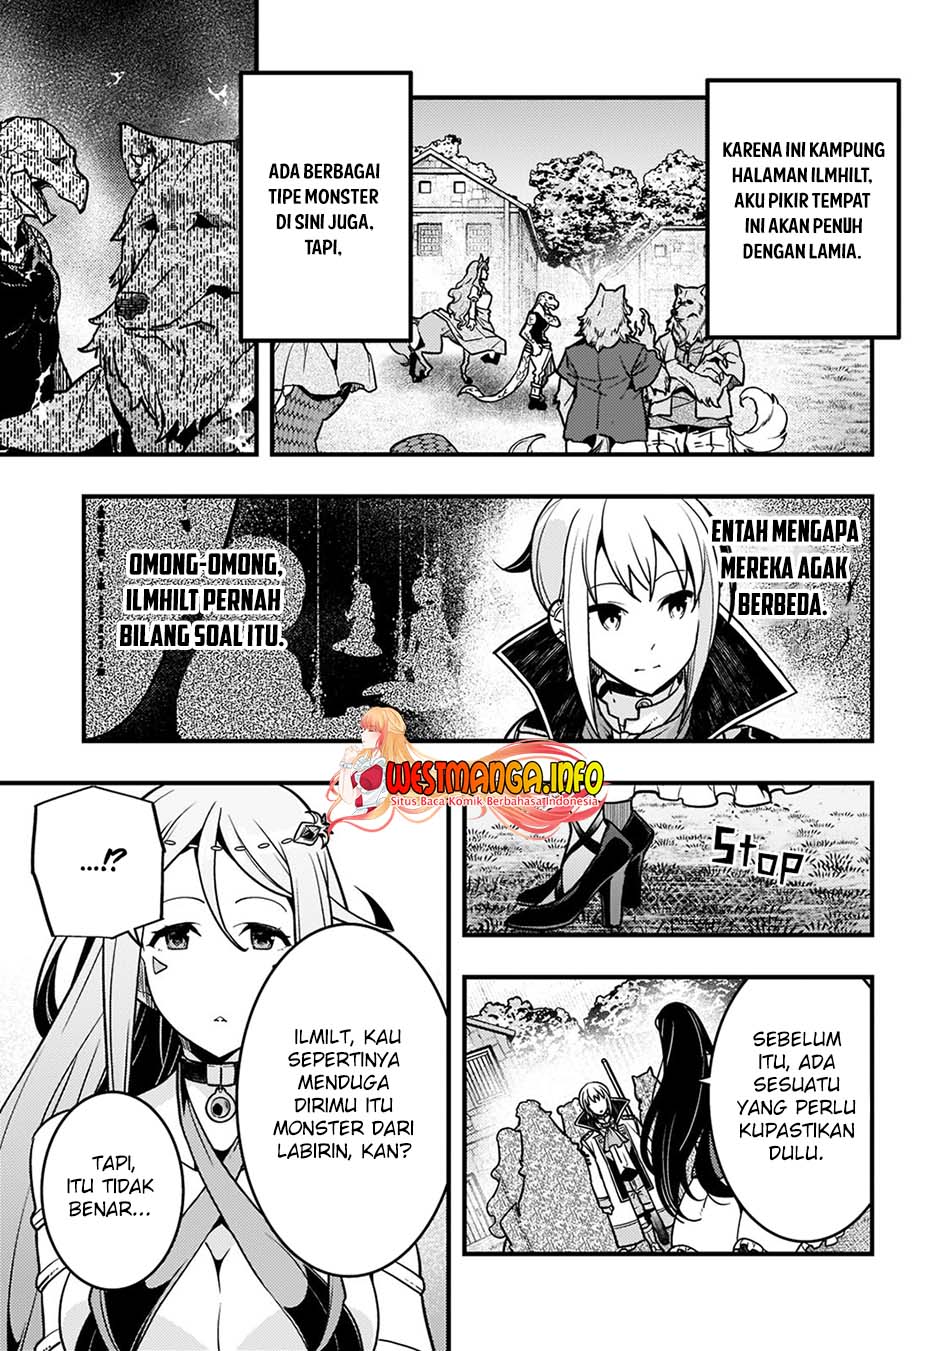 KARENA INI KAMPUNG
HALAMAN ILMHILT,
AKU PIKIR TEMPAT
INI AKAN PENUH
DENGAN LAMIA.
ADA BERBAGAI
TIPE MONSTER
DI SINI JUGA,
TAPI,
ENTAH MENGAPA
MEREKA AGAK
BERBEDA.
OMONG-OMONG,
ILMHILT PERNAH
BILANG SOAL ITU.
WESTMANGA.INFO
Situs Baca Komik Berbahasa Indonesia
STOP
SEBELUM
ITU, ADA
SESUATU
YANG PERLU
KUPASTIKAN
DULU.
...!?
ILMILT, KAU
SEPERTINYA
MENDUGA
DIRIMU ITU
MONSTER DARI
LABIRIN, KAN?
TAPI,
ITU TIDAK
BENAR...